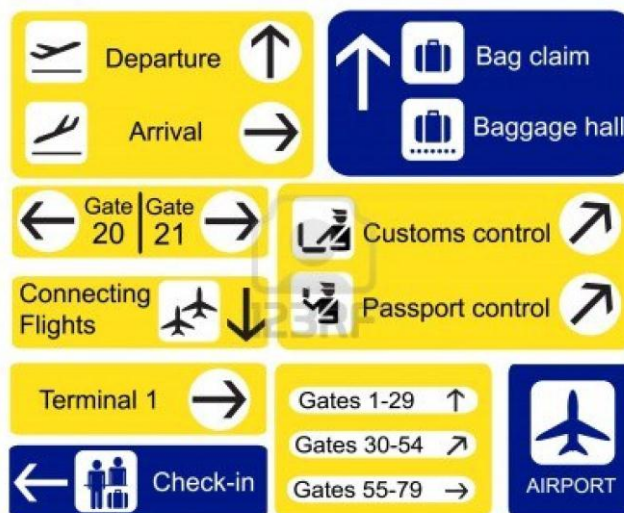 Departure
Arrival
Bag claim
Baggage hall
Gate 20
Gate 21
Customs control
Passport control
Connecting
Flights
123RF
Terminal 1
Gates 1-29
Gates 30-54
Gates 55-79
Check-in
AIRPORT